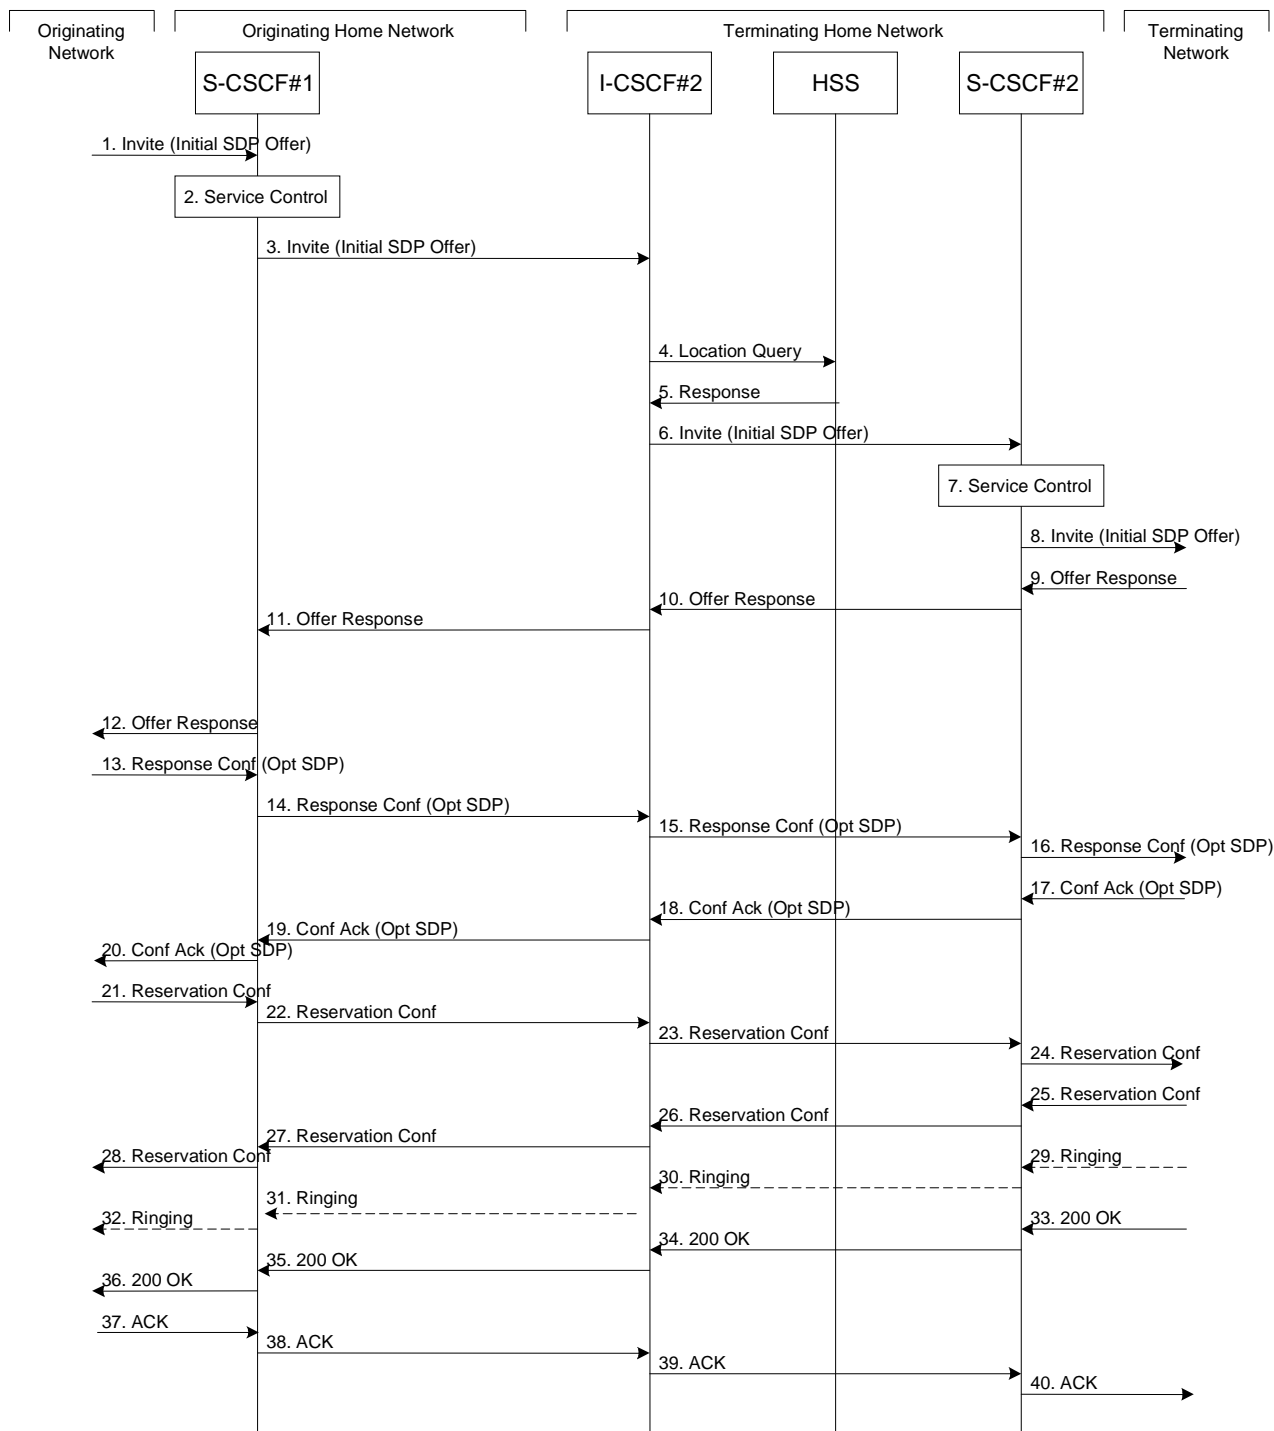 Originating
Network
Originating Home Network
Terminating Home Network
Terminating
Network
S-CSCF#1
I-CSCF#2
HSS
S-CSCF#2
1. Invite (Initial SDP Offer)
2. Service Control
3. Invite (Initial SDP Offer)
4. Location Query
5. Response
6. Invite (Initial SDP Offer)
7. Service Control
8. Invite (Initial SDP Offer)
9. Offer Response
10. Offer Response
11. Offer Response
12. Offer Response
13. Response Conf (Opt SDP)
14. Response Conf (Opt SDP)
15. Response Conf (Opt SDP)
16. Response Conf (Opt SDP)
17. Conf Ack (Opt SDP)
18. Conf Ack (Opt SDP)
19. Conf Ack (Opt SDP)
20. Conf Ack (Opt SDP)
21. Reservation Conf
22. Reservation Conf
23. Reservation Conf
24. Reservation Conf
25. Reservation Conf
26. Reservation Conf
27. Reservation Conf
28. Reservation Conf
29. Ringing
30. Ringing
31. Ringing
32. Ringing
33. 200 OK
34. 200 OK
35. 200 OK
36. 200 OK
37. ACK
38. ACK
39. ACK
40. ACK